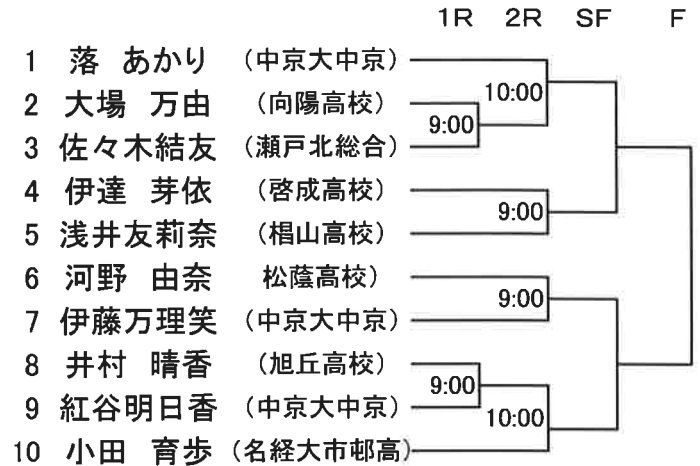 1R 2R SF F
1 落 あかり (中京大中京)
10:00
2 大場 万由 (向陽高校)
9:00
3 佐々木結友 (瀬戸北総合)
4 伊達 芽依 (啓成高校)
9:00
5 浅井友莉奈 (椙山高校)
6 河野 由奈 松蔭高校)
9:00
7 伊藤万理笑 (中京大中京)
8 井村 晴香 (旭丘高校)
9:00
9 紅谷明日香 (中京大中京)
10:00
10 小田 育歩 (名経大市邨高)